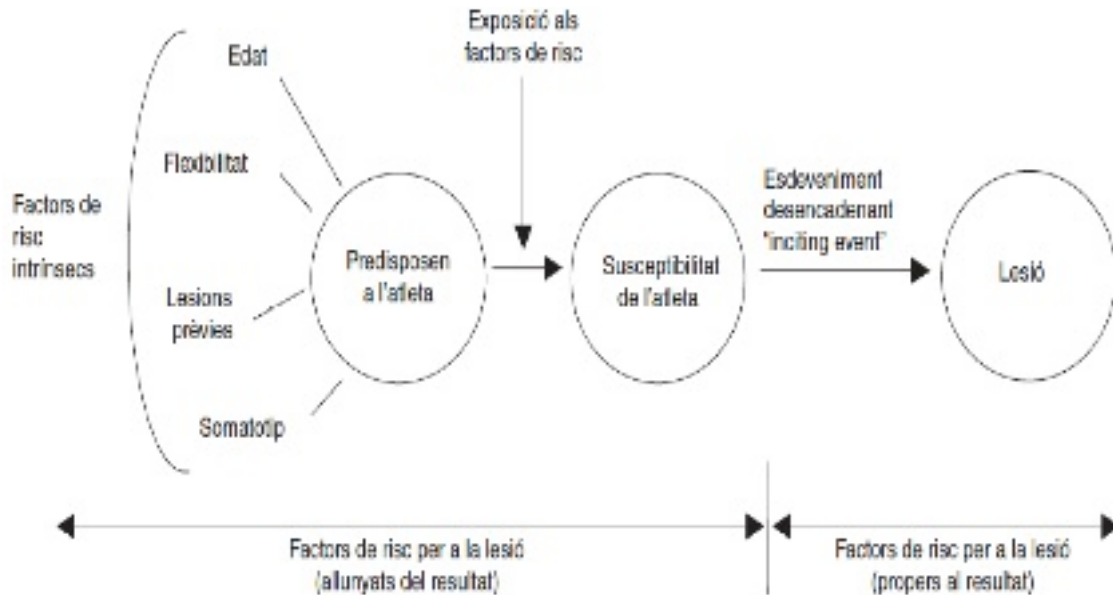 Exposició als
factors de risc
Edat
Flexibilitat
Factors de
risc
intrínsecs
Lesions
prèvies
Somatotip
Predisposen
a l'atleta
Susceptibilitat
de l'atleta
Esdeveniment
desencadenant
"inciting event"
Lesió
Factors de risc per a la lesió
(allunyats del resultat)
Factors de risc per a la lesió
(propers al resultat)